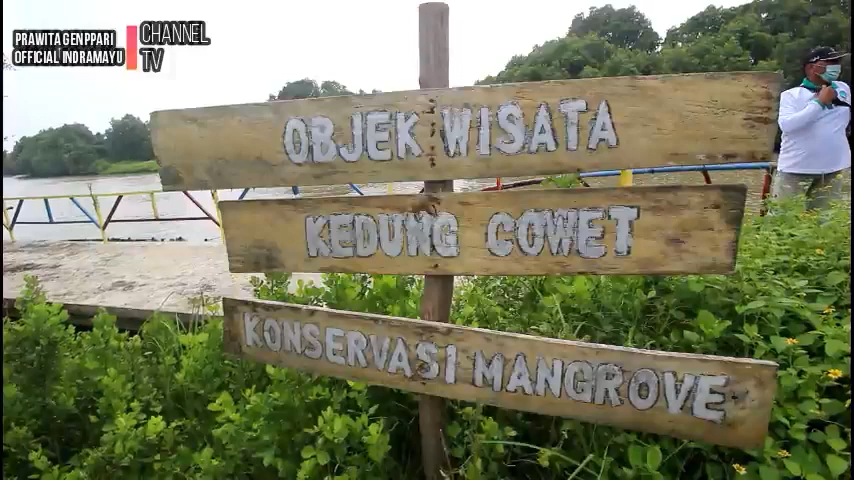 PRAWITA GENPPARI
OFFICIAL INDRAMAYU
CHANNEL
TV
OBJEK WISATA
KEDUNG COWET
KONSERVASI MANGROVE